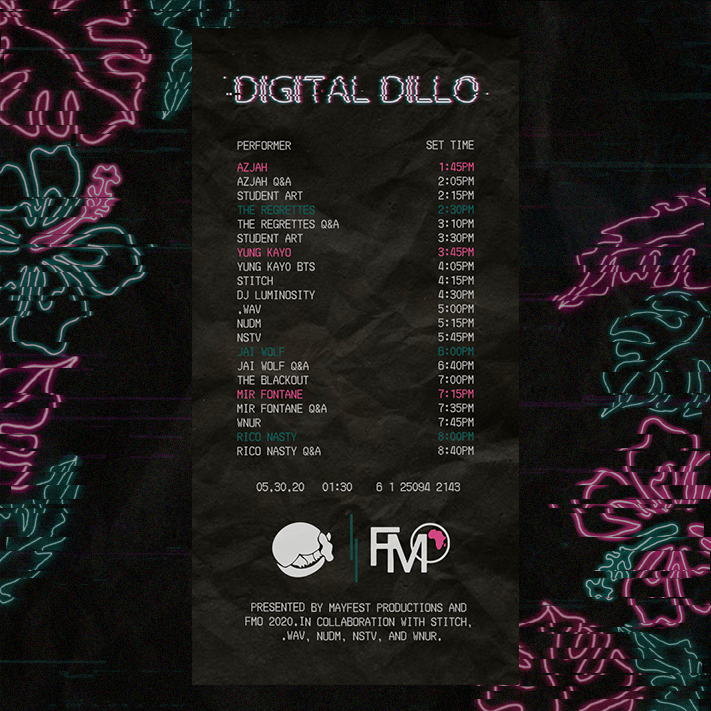 DIGITAL DILLO
PERFORMER SET TIME
AZJAH 1:45PM
AZJAH Q&A 2:05PM
STUDENT ART 2:15PM
THE REGRETTES 2:30PM
THE REGRETTES Q&A 3:10PM
STUDENT ART 3:30PM
YUNG KAYO 3:45PM
YUNG KAYO BTS 4:05PM
STITCH 4:15PM
DJ LUMINOSITY 4:30PM
.WAV 5:00PM
NUDM 5:15PM
NSTV 5:45PM
JAI WOLF 6:00PM
JAI WOLF Q&A 6:40PM
THE BLACKOUT 7:00PM
MIR FONTANE 7:15PM
MIR FONTANE Q&A 7:35PM
WNUR 7:45PM
RICO NASTY 8:00PM
RICO NASTY Q&A 8:40PM
05.30.20 01:30 6 1 25094 2143
FMO
PRESENTED BY MAYFEST PRODUCTIONS AND
FMO 2020.IN COLLABORATION WITH STITCH,
.WAV, NUDM, NSTV, AND WNUR.